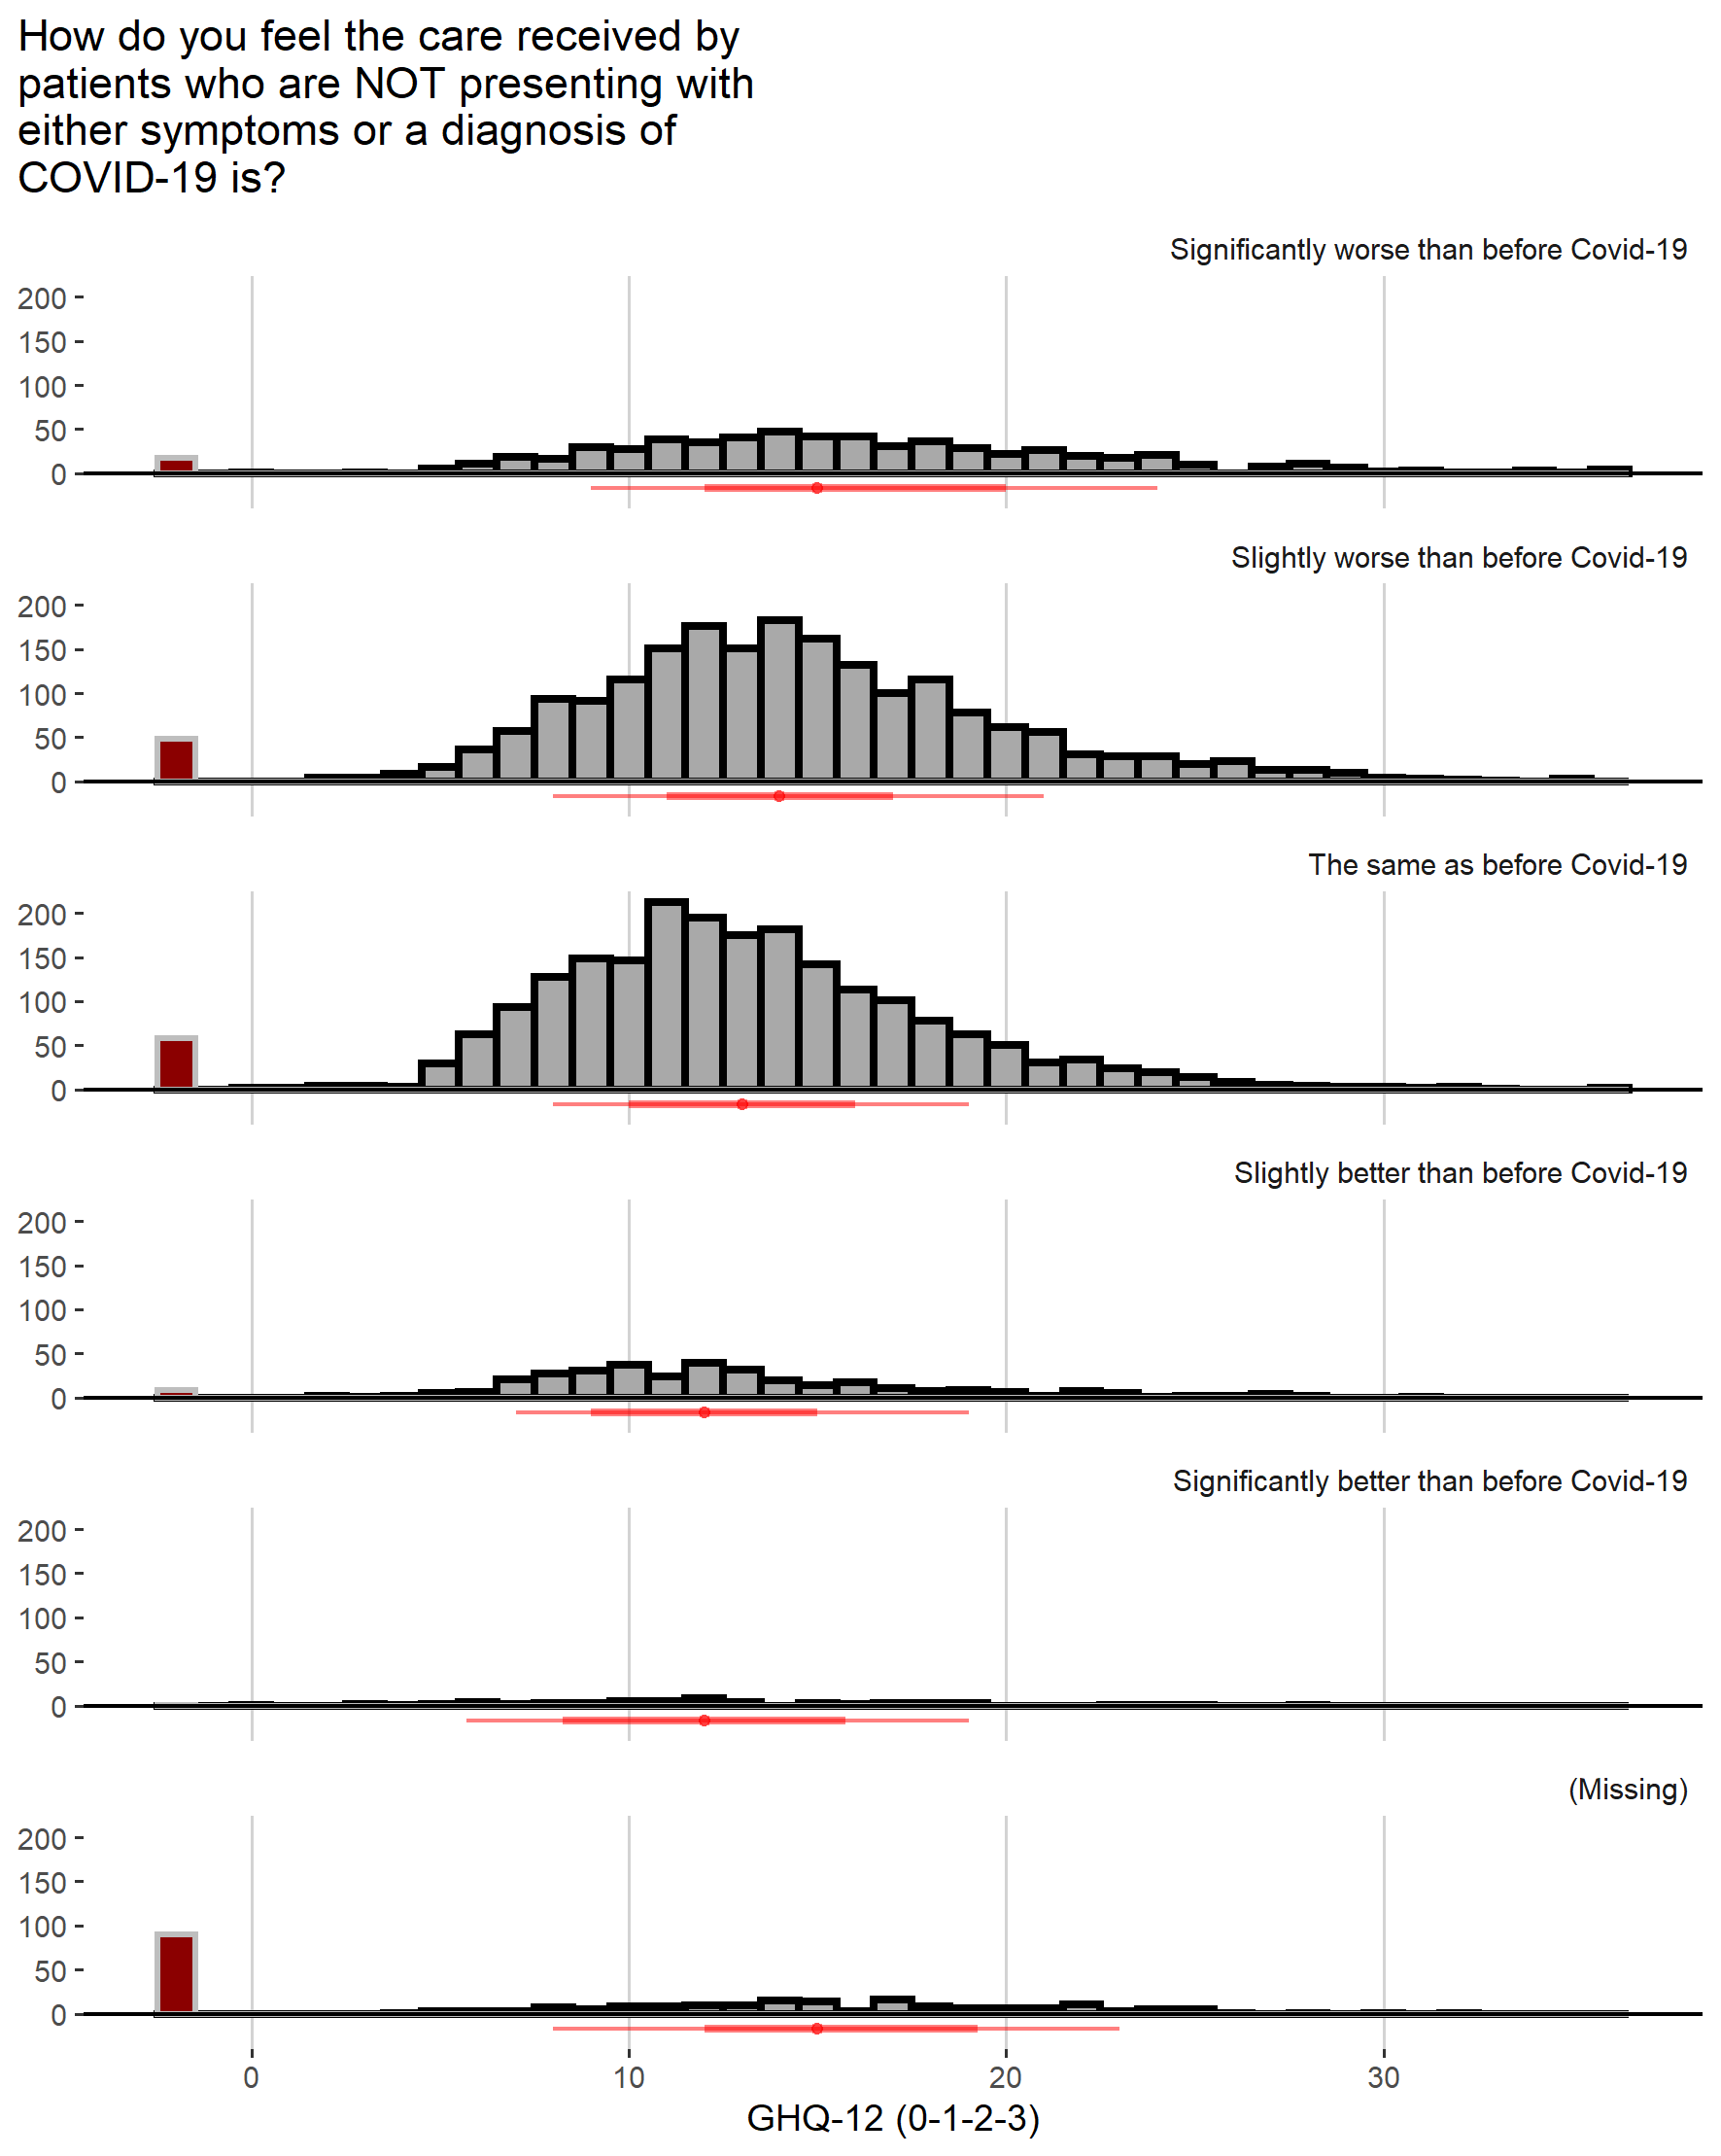 How do you feel the care received by
patients who are NOT presenting with
either symptoms or a diagnosis of
COVID-19 is?
Significantly worse than before Covid-19
200
150
100
50
0
Slightly worse than before Covid-19
200
150
100
50
0
The same as before Covid-19
200
150
100
50
0
Slightly better than before Covid-19
200
150
100
50
0
Significantly better than before Covid-19
200
150
100
50
0
(Missing)
200
150
100
50
0
0 10 20 30
GHQ-12 (0-1-2-3)